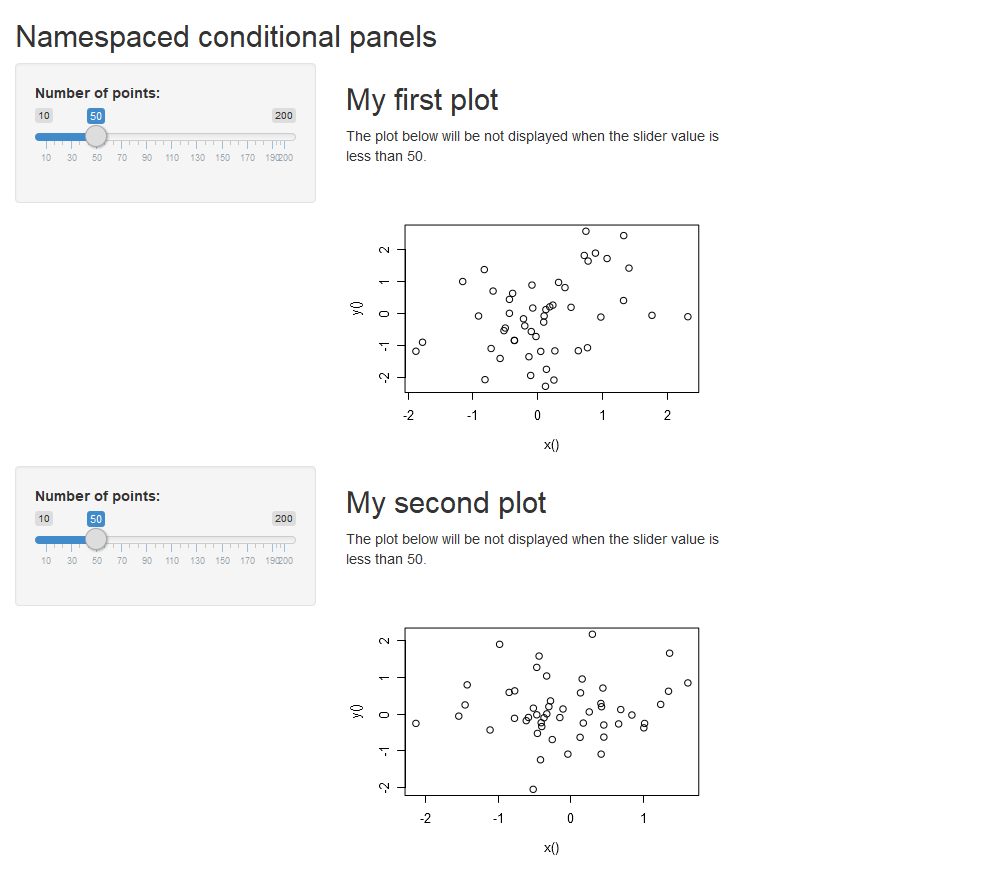 Namespaced conditional panels
Number of points:
10 50 200
10 30 50 70 90 110 130 150 170 190200
My first plot
The plot below will be not displayed when the slider value is
less than 50.
2
1
0
-1
-2
y()
-2 -1 0 1 2
x()
Number of points:
10 50 200
10 30 50 70 90 110 130 150 170 190200
My second plot
The plot below will be not displayed when the slider value is
less than 50.
2
1
0
-1
-2
y()
-2 -1 0 1
x()